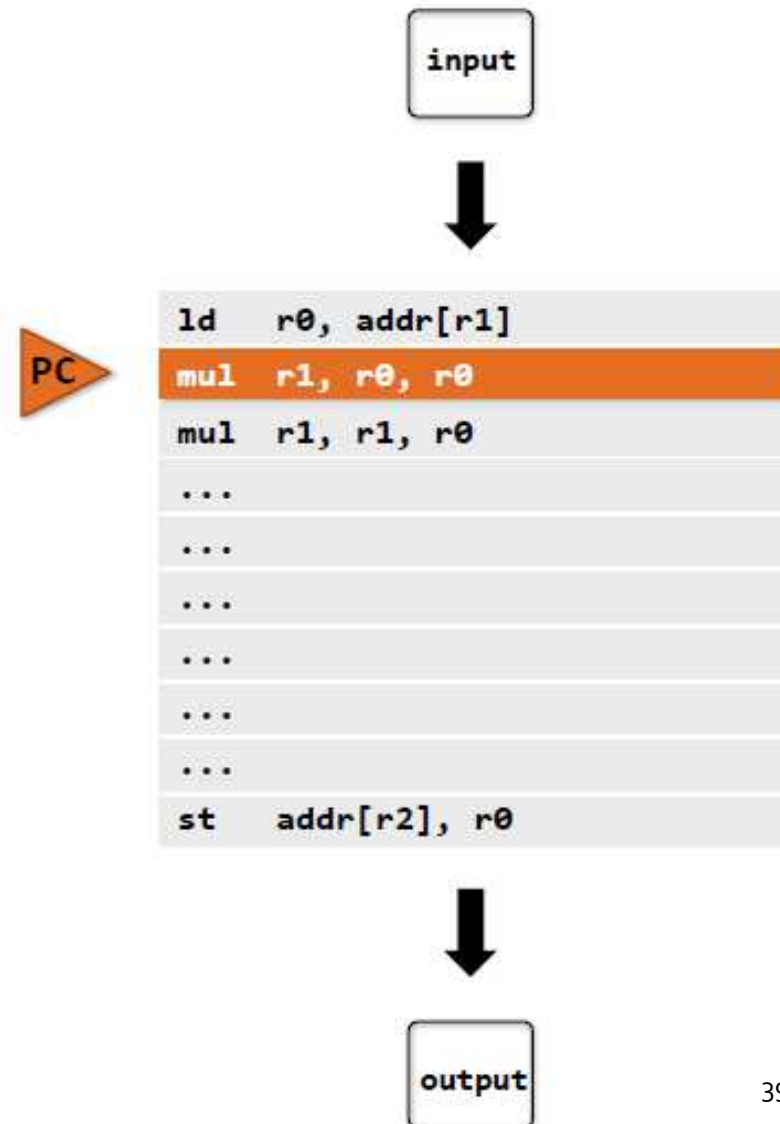 input
ld r0, addr[r1]
PC
mul r1, r0, r0
mul r1, r1, r0
...
...
...
...
...
...
st addr[r2], r0
output
39